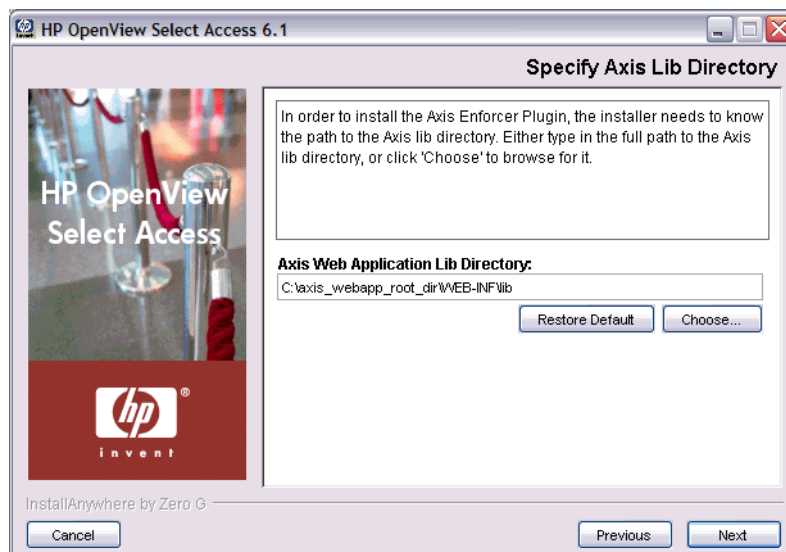 HP OpenView Select Access 6.1
Specify Axis Lib Directory
In order to install the Axis Enforcer Plugin, the installer needs to know
the path to the Axis lib directory. Either type in the full path to the Axis
lib directory, or click 'Choose' to browse for it.
HP OpenView
Select Access
Axis Web Application Lib Directory:
C:\axis_webapp_root_dir\WEB-INF\lib
Restore Default
Choose...
hp
®
invent
InstallAnywhere by Zero G
Cancel
Previous
Next